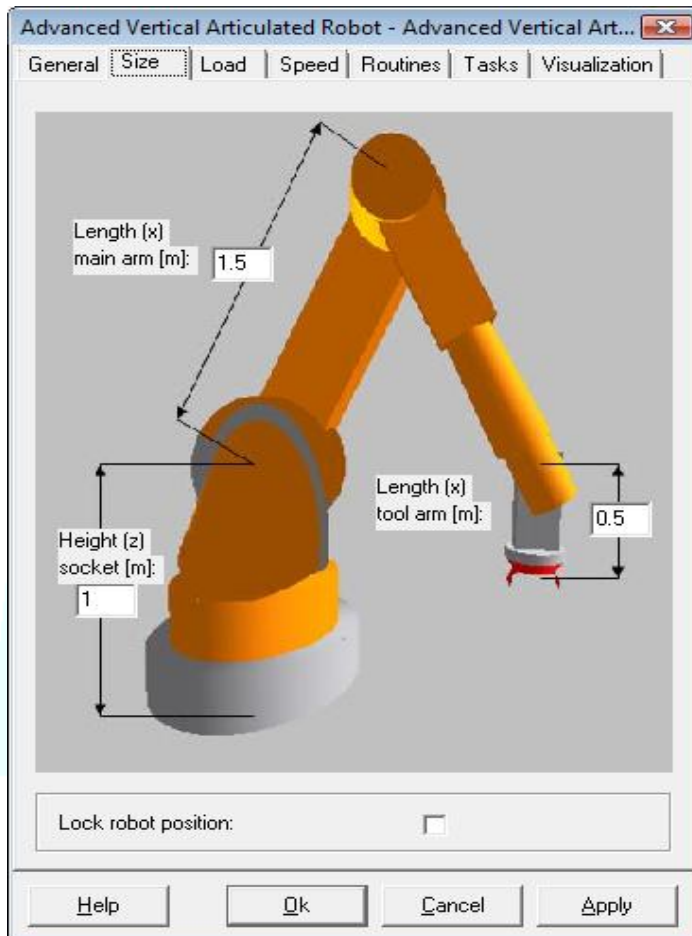 Advanced Vertical Articulated Robot - Advanced Vertical Art...
General Size Load Speed Routines Tasks Visualization
Length (x)
main arm [m]: 1.5
Length (x)
tool arm [m]: 0.5
Height (z)
socket [m]:
1
Lock robot position:
Help Ok Cancel Apply